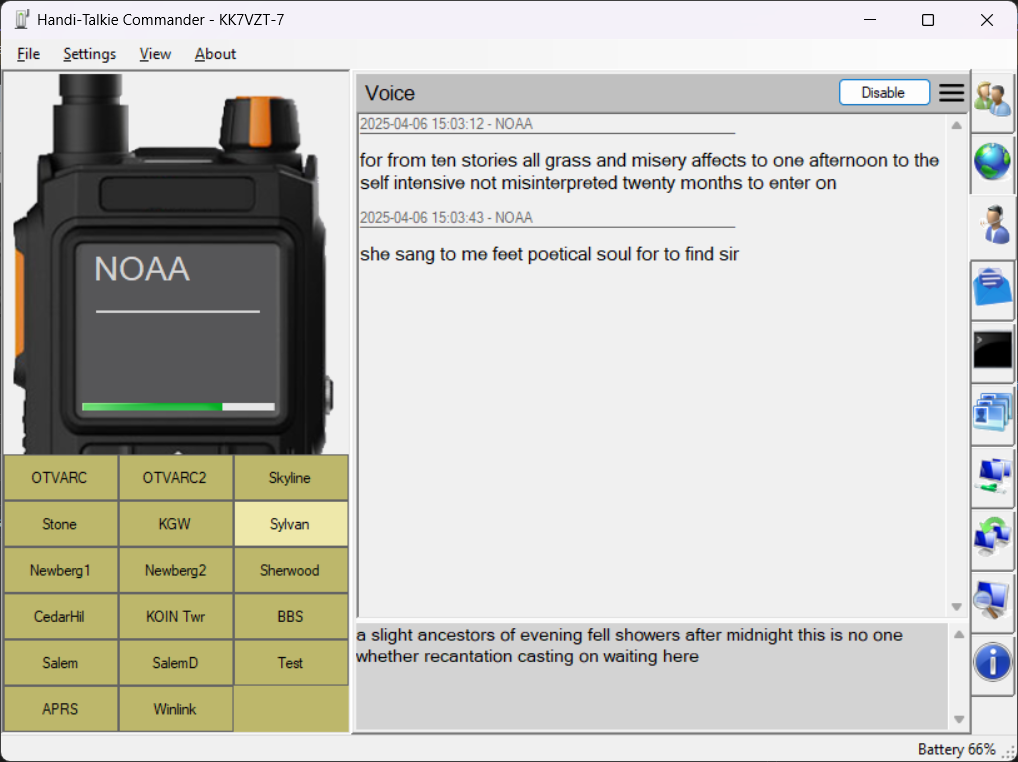 Handi-Talkie Commander - KK7VZT-7
File Settings View About
NOAA
Voice
Disable
2025-04-06 15:03:12 - NOAA
for from ten stories all grass and misery affects to one afternoon to the
self intensive not misinterpreted twenty months to enter on
2025-04-06 15:03:43 - NOAA
she sang to me feet poetical soul for to find sir
OTVARC OTVARC2 Skyline
Stone KGW Sylvan
Newberg1 Newberg2 Sherwood
CedarHil KOIN Twr BBS
Salem SalemD Test
APRS Winlink
a slight ancestors of evening fell showers after midnight this is no one
whether recantation casting on waiting here
Battery 66%